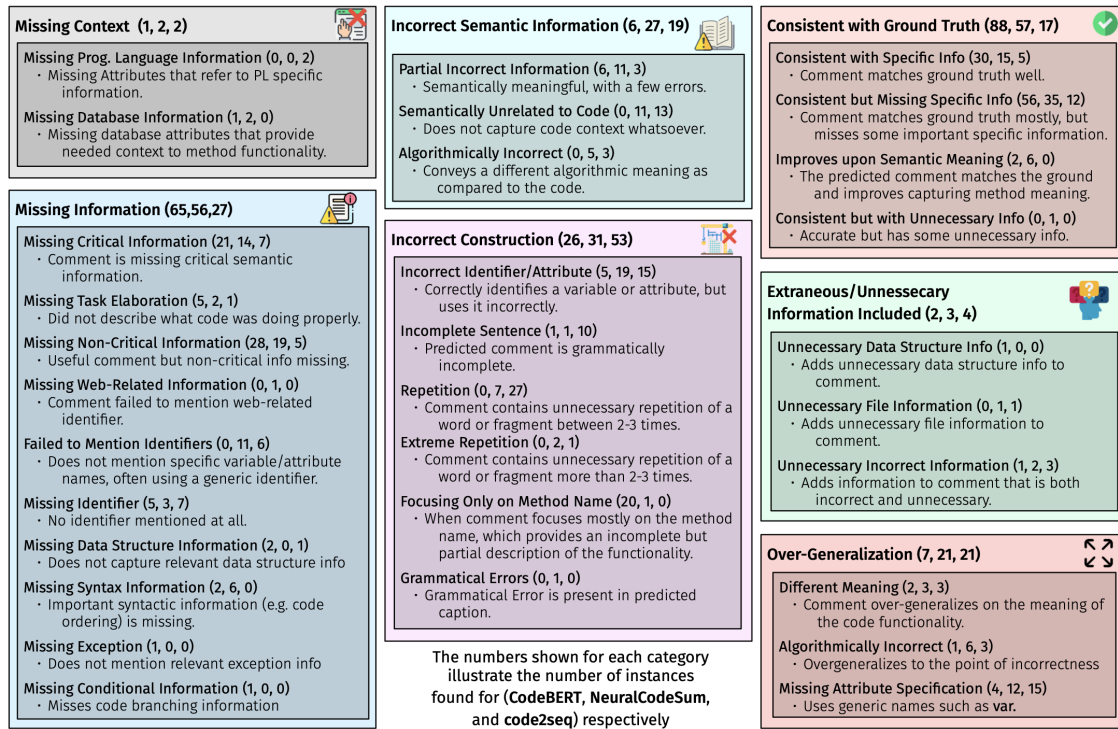 Missing Context (1, 2, 2)
Missing Prog. Language Information (0, 0, 2)
· Missing Attributes that refer to PL specific
information.
Missing Database Information (1, 2, 0)
· Missing database attributes that provide
needed context to method functionality.
Missing Information (65,56,27)
Missing Critical Information (21, 14, 7)
· Comment is missing critical semantic
information.
Missing Task Elaboration (5, 2, 1)
· Did not describe what code was doing properly.
Missing Non-Critical Information (28, 19, 5)
· Useful comment but non-critical info missing.
Missing Web-Related Information (0, 1, 0)
· Comment failed to mention web-related
identifier.
Failed to Mention Identifiers (0, 11, 6)
· Does not mention specific variable/attribute
names, often using a generic identifier.
Missing Identifier (5, 3, 7)
· No identifier mentioned at all.
Missing Data Structure Information (2, 0, 1)
· Does not capture relevant data structure info
Missing Syntax Information (2, 6, 0)
· Important syntactic information (e.g. code
ordering) is missing.
Missing Exception (1, 0, 0)
· Does not mention relevant exception info
Missing Conditional Information (1, 0, 0)
· Misses code branching information
Incorrect Semantic Information (6, 27, 19)
Partial Incorrect Information (6, 11, 3)
· Semantically meaningful, with a few errors.
Semantically Unrelated to Code (0, 11, 13)
· Does not capture code context whatsoever.
Algorithmically Incorrect (0, 5, 3)
· Conveys a different algorithmic meaning as
compared to the code.
Incorrect Construction (26, 31, 53)
Incorrect Identifier/Attribute (5, 19, 15)
· Correctly identifies a variable or attribute, but
uses it incorrectly.
Incomplete Sentence (1, 1, 10)
· Predicted comment is grammatically
incomplete.
Repetition (0, 7, 27)
· Comment contains unnecessary repetition of a
word or fragment between 2-3 times.
Extreme Repetition (0, 2, 1)
· Comment contains unnecessary repetition of a
word or fragment more than 2-3 times.
Focusing Only on Method Name (20, 1, 0)
· When comment focuses mostly on the method
name, which provides an incomplete but
partial description of the functionality.
Grammatical Errors (0, 1, 0)
· Grammatical Error is present in predicted
caption.
The numbers shown for each category
illustrate the number of instances
found for (CodeBERT, NeuralCodeSum,
and code2seq) respectively
Consistent with Ground Truth (88, 57, 17)
Consistent with Specific Info (30, 15, 5)
· Comment matches ground truth well.
Consistent but Missing Specific Info (56, 35, 12)
· Comment matches ground truth mostly, but
misses some important specific information.
Improves upon Semantic Meaning (2, 6, 0)
· The predicted comment matches the ground
and improves capturing method meaning.
Consistent but with Unnecessary Info (0, 1, 0)
· Accurate but has some unnecessary info.
Extraneous/Unnessecary
Information Included (2, 3, 4)
Unnecessary Data Structure Info (1, 0, 0)
· Adds unnecessary data structure info to
comment.
Unnecessary File Information (0, 1, 1)
· Adds unnecessary file information to
comment.
Unnecessary Incorrect Information (1, 2, 3)
· Adds information to comment that is both
incorrect and unnecessary.
Over-Generalization (7, 21, 21)
Different Meaning (2, 3, 3)
· Comment over-generalizes on the meaning of
the code functionality.
Algorithmically Incorrect (1, 6, 3)
· Overgeneralizes to the point of incorrectness
Missing Attribute Specification (4, 12, 15)
· Uses generic names such as var.